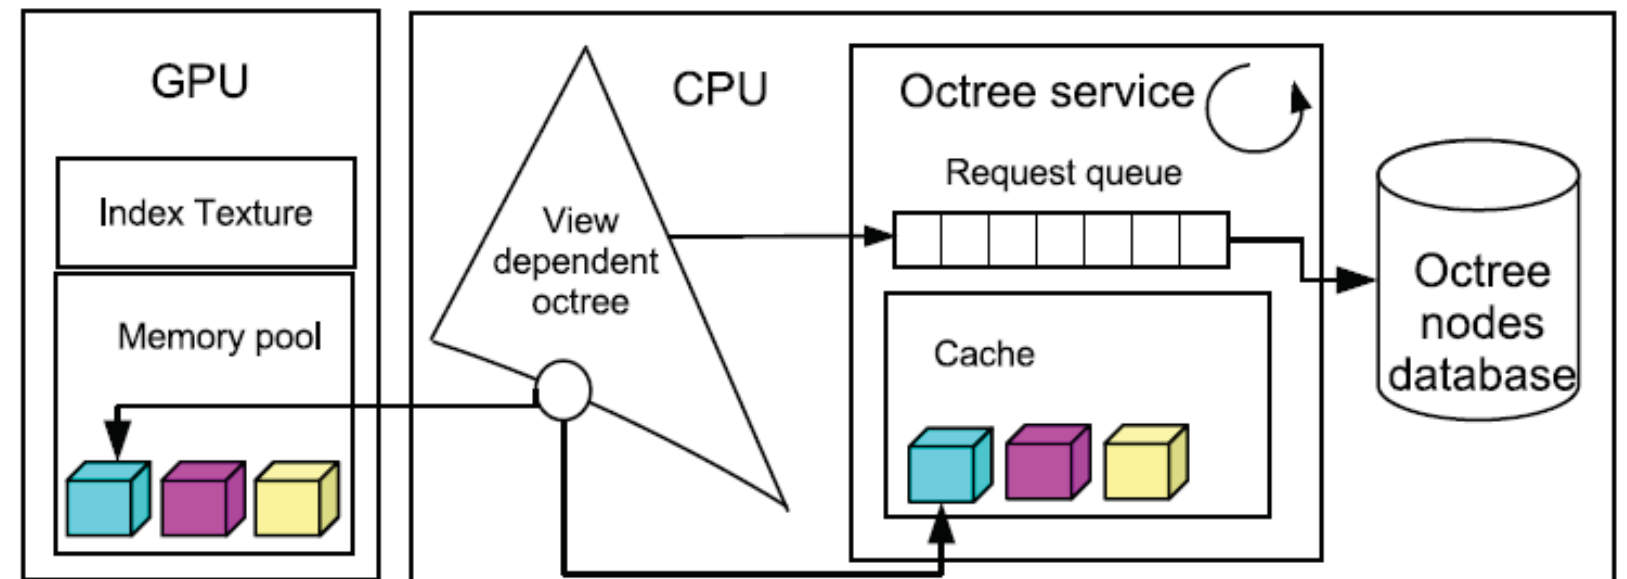 GPU
Index Texture
Memory pool
CPU
View
dependent
octree
Octree service
Request queue
Cache
Octree
nodes
database